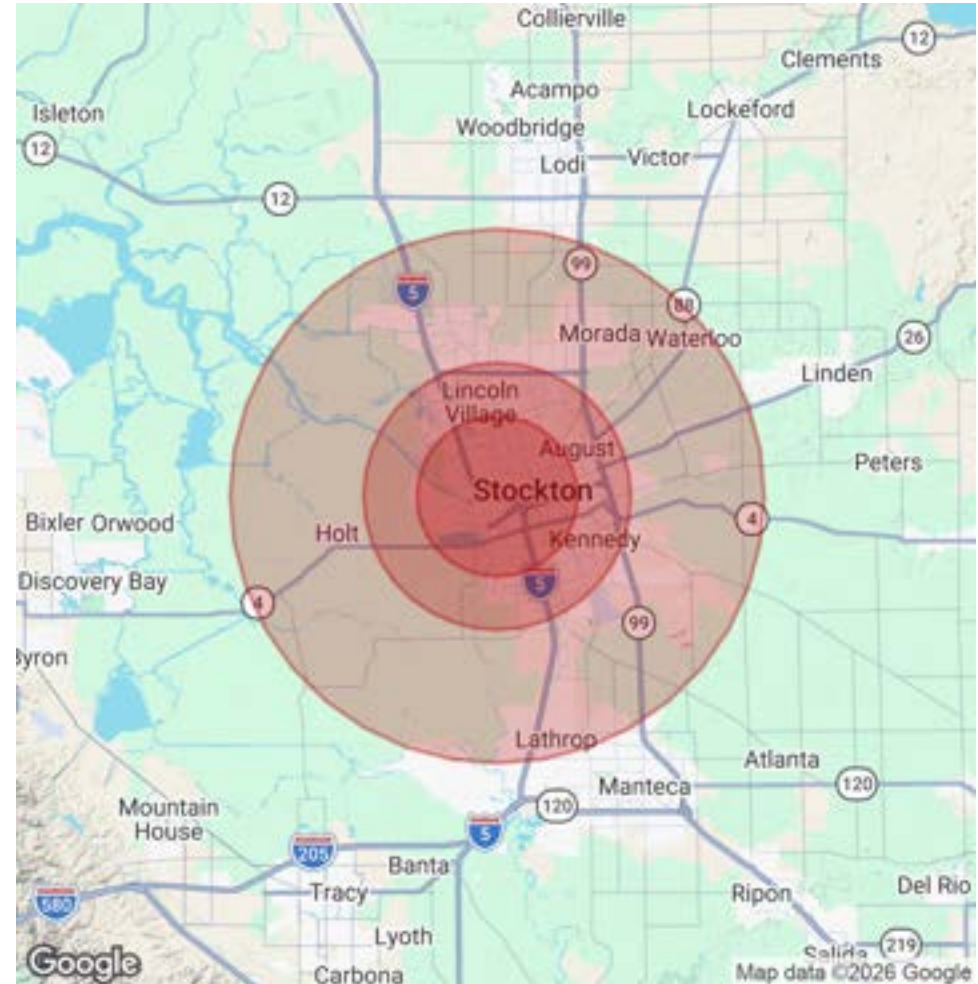 Collierville
12
Clements
Acampo
Lockeford
Isleton
Woodbridge
12
Lodi
Victor
12
99
5
88
Morada
Waterloo
26
Linden
Lincoln
Village
August
Peters
Stockton
4
Bixler
Orwood
Holt
Kennedy
Discovery Bay
5
4
99
Byron
Lathrop
Atlanta
Manteca
120
Mountain
House
120
5
205
Banta
Tracy
Ripon
Del Rio
580
Lyoth
Salida
219
Google
Carbona
Map data ©2026 Google